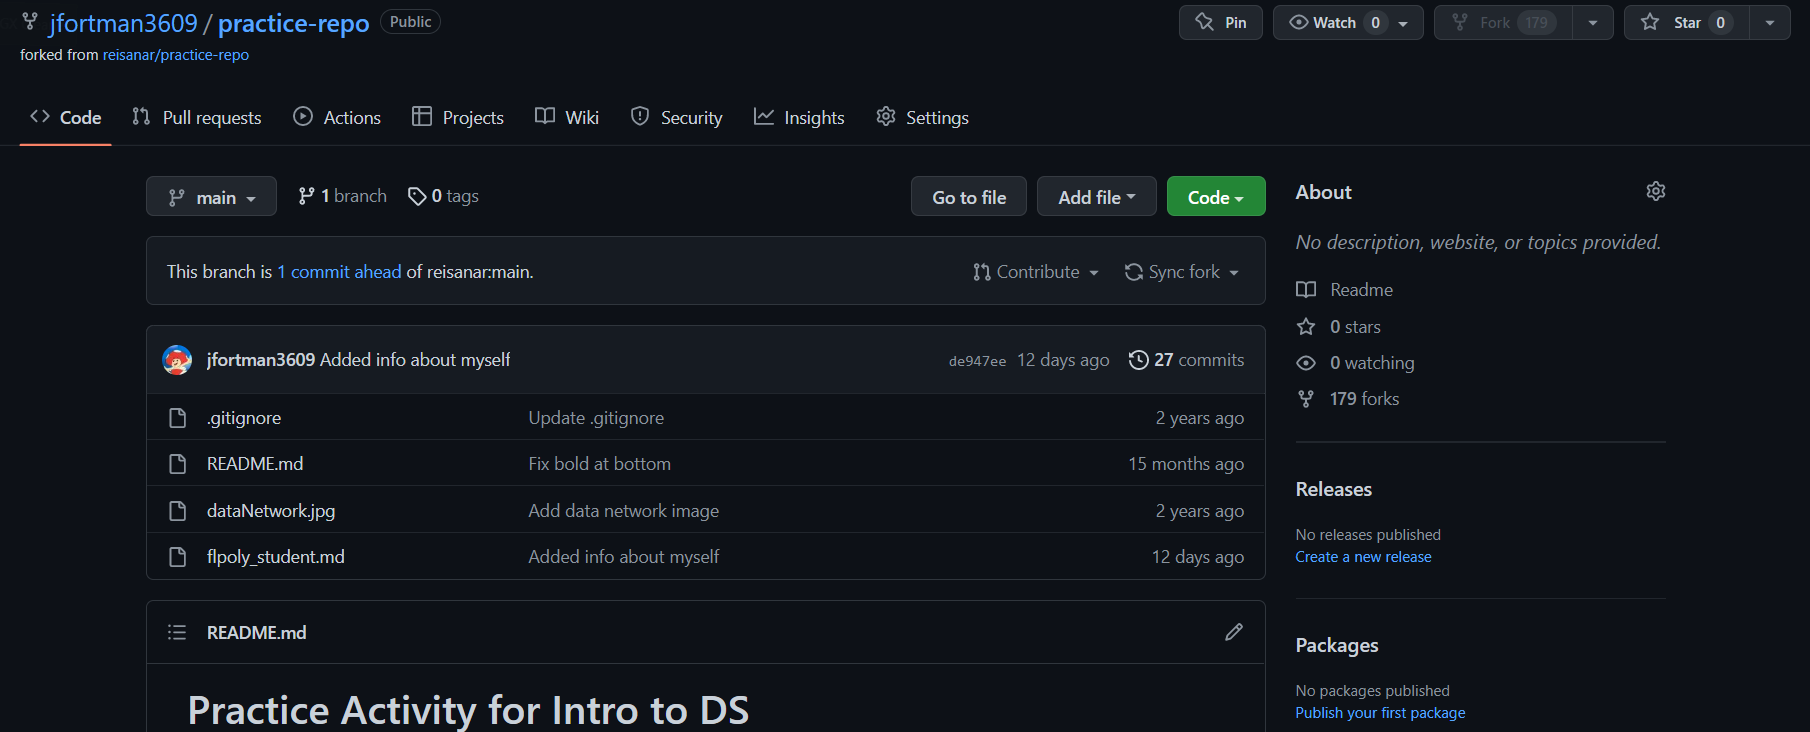 jfortman3609 / practice-repo Public
Pin Watch 0 Fork 179 Star 0
forked from reisanar/practice-repo
Code Pull requests Actions Projects Wiki Security Insights Settings
main 1 branch 0 tags Go to file Add file Code
This branch is 1 commit ahead of reisanar:main. Contribute Sync fork
jfortman3609 Added info about myself de947ee 12 days ago 27 commits
.gitignore Update .gitignore 2 years ago
README.md Fix bold at bottom 15 months ago
dataNetwork.jpg Add data network image 2 years ago
flpoly_student.md Added info about myself 12 days ago
README.md
Practice Activity for Intro to DS
About
No description, website, or topics provided.
Readme
0 stars
0 watching
179 forks
Releases
No releases published
Create a new release
Packages
No packages published
Publish your first package